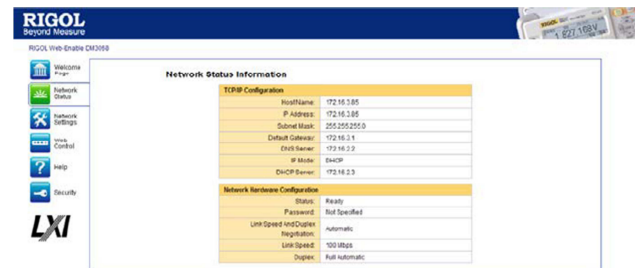 RIGOL
Beyond Measure
1.827,108V
RIGOL Web-Enable DM3068
Welcome Page
Network Status
Network Settings
Web Control
Help
Security
LXI
Network Status Information
TCP/IP Configuration
HostName: 172.16.3.85
IP Address: 172.16.3.85
Subnet Mask: 255.255.255.0
Default Gateway: 172.16.3.1
DNS Server: 172.16.2.2
IP Mode: DHCP
DHCP Server: 172.16.2.3
Network Hardware Configuration
Status: Ready
Password: Not Specified
Link Speed And Duplex Negotiation: Automatic
Link Speed: 100 Mbps
Duplex: Full Automatic